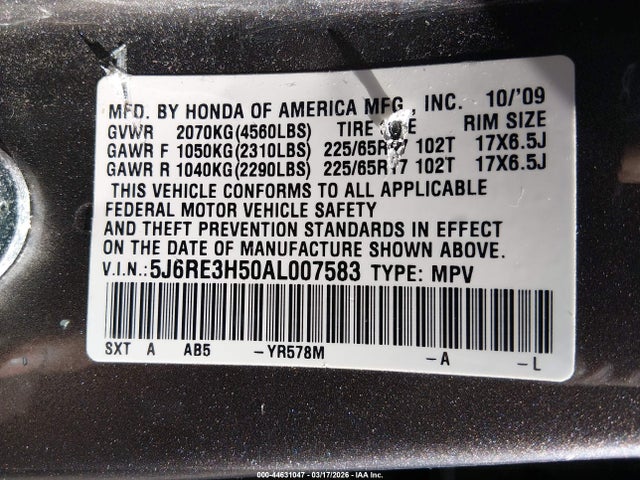 MFD. BY HONDA OF AMERICA MFG., INC. 10/'09
GVWR 2070KG(4560LBS) TIRE SIZE RIM SIZE
GAWR F 1050KG(2310LBS) 225/65R17 102T 17X6.5J
GAWR R 1040KG(2290LBS) 225/65R17 102T 17X6.5J
THIS VEHICLE CONFORMS TO ALL APPLICABLE
FEDERAL MOTOR VEHICLE SAFETY
AND THEFT PREVENTION STANDARDS IN EFFECT
ON THE DATE OF MANUFACTURE SHOWN ABOVE.
V.I.N.:5J6RE3H50AL007583 TYPE: MPV
SXT A AB5 -YR578M -A -L
000-44631047 — 03/17/2026 — IAA Inc.